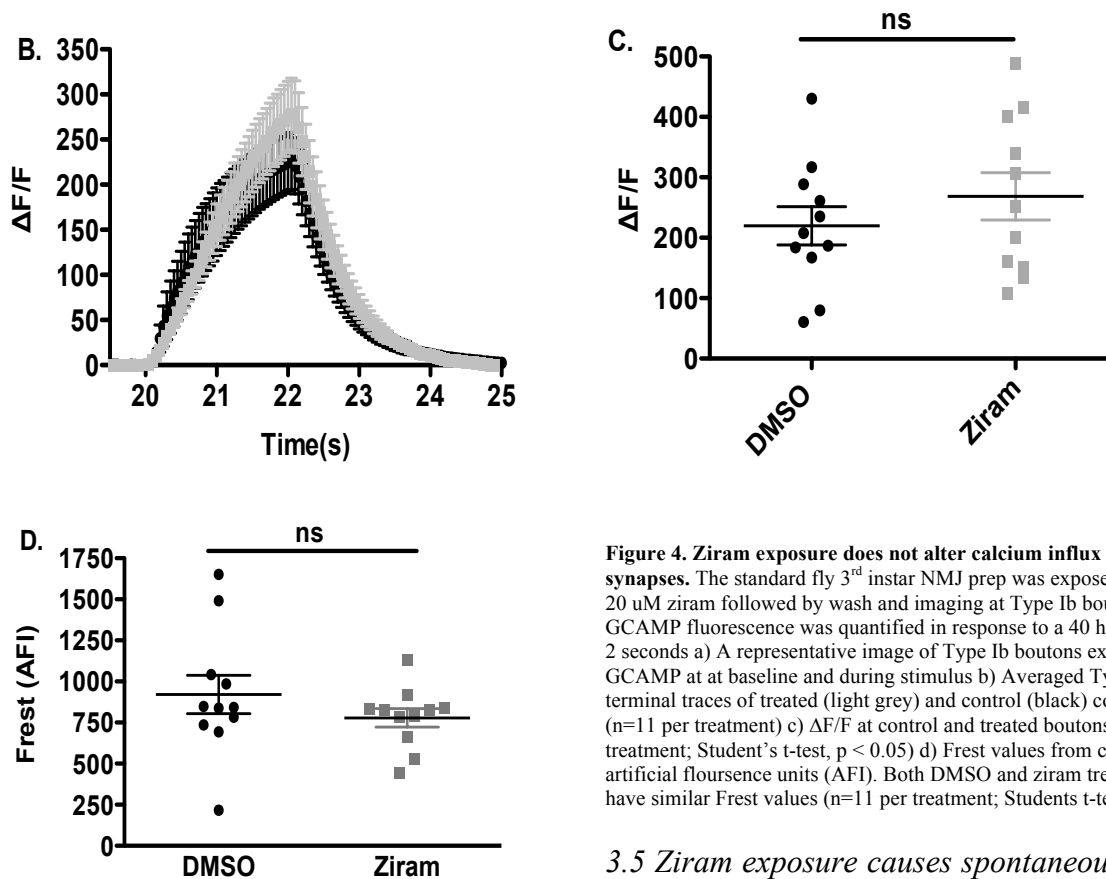 B.
350
300
250
200
150
100
50
0
ΔF/F
20 21 22 23 24 25
Time(s)
C.
ns
500
400
300
200
100
0
ΔF/F
DMSO
Ziram
D.
ns
1750
1500
1250
1000
750
500
250
0
Frest (AFI)
DMSO Ziram
Figure 4. Ziram exposure does not alter calcium influx
synapses. The standard fly 3rd instar NMJ prep was expose
20 uM ziram followed by wash and imaging at Type Ib bou
GCAMP fluorescence was quantified in response to a 40 h
2 seconds a) A representative image of Type Ib boutons ex
GCAMP at at baseline and during stimulus b) Averaged Ty
terminal traces of treated (light grey) and control (black) co
(n=11 per treatment) c) ΔF/F at control and treated boutons
treatment; Student's t-test, p < 0.05) d) Frest values from c
artificial floursence units (AFI). Both DMSO and ziram tre
have similar Frest values (n=11 per treatment; Students t-te
3.5 Ziram exposure causes spontaneou